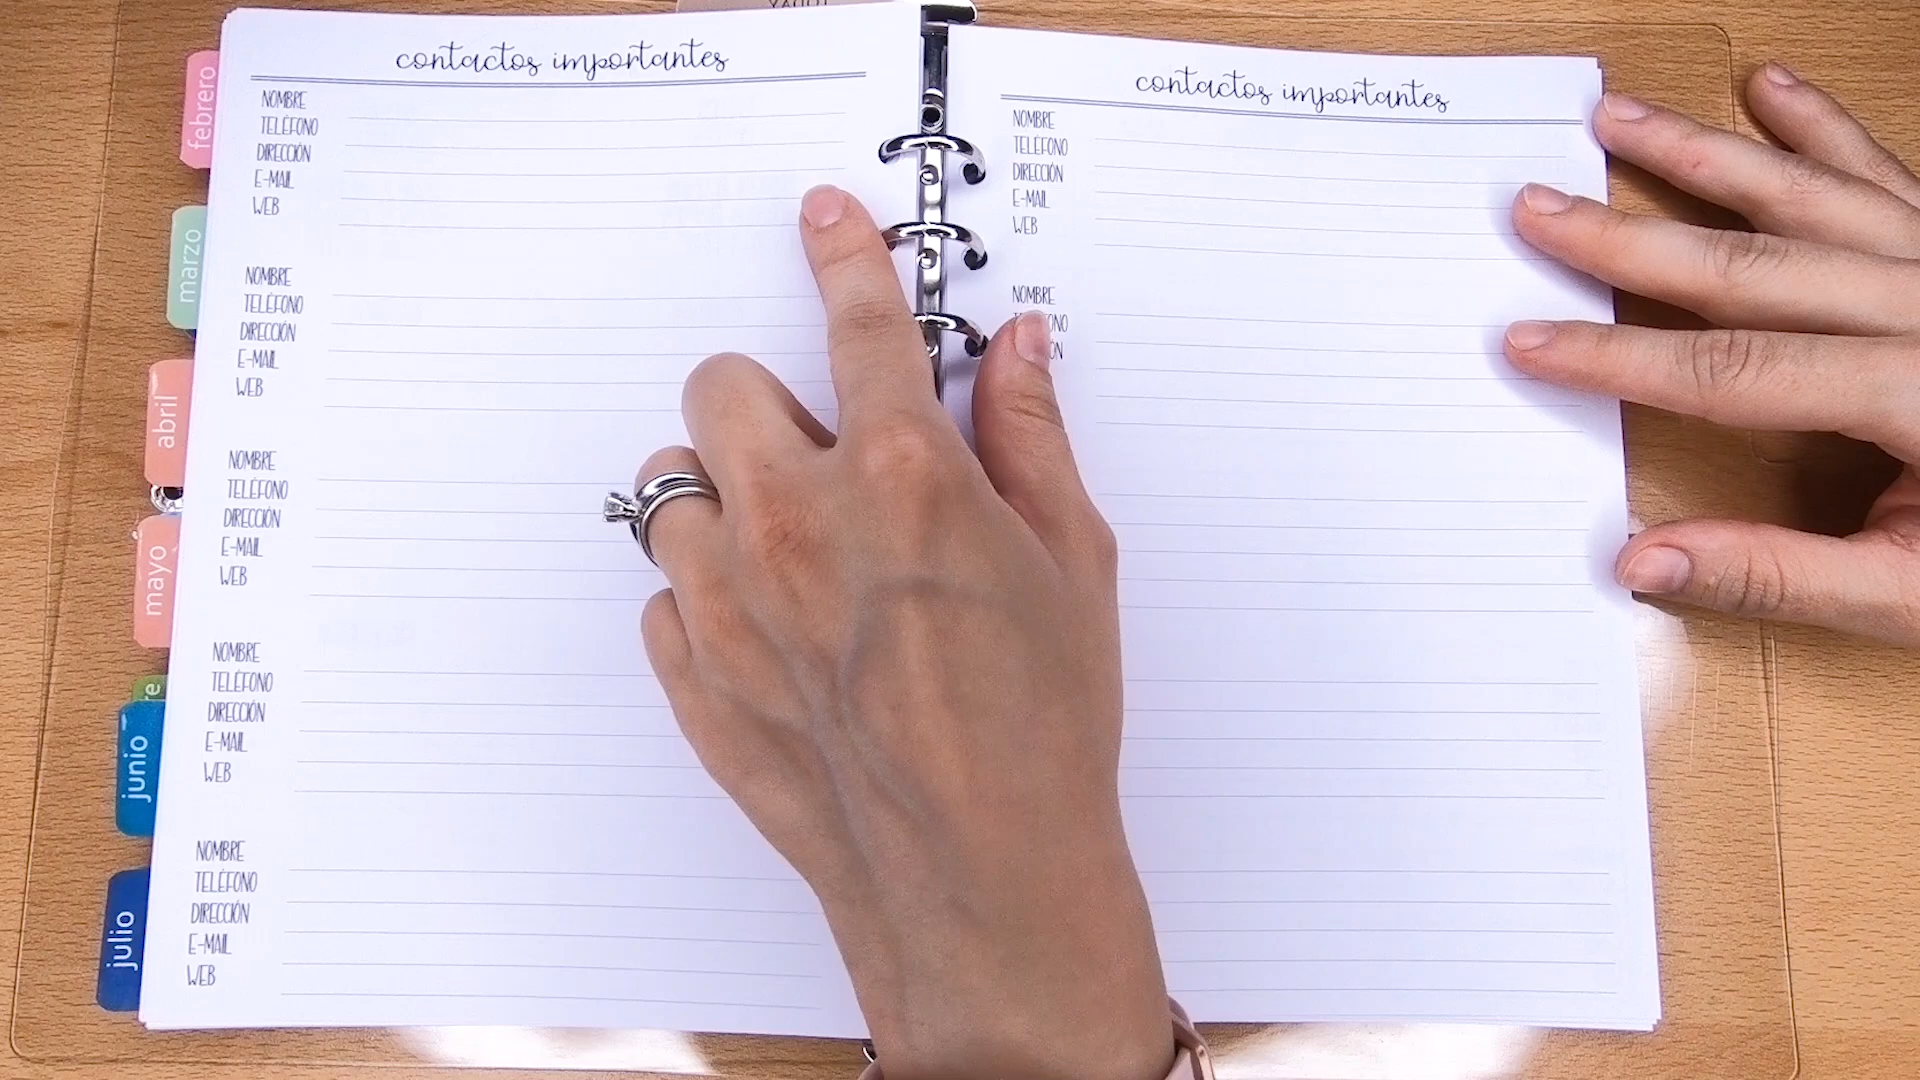 contactos importantes
NOMBRE
TELÉFONO
DIRECCIÓN
E-MAIL
WEB
NOMBRE
TELÉFONO
DIRECCIÓN
E-MAIL
WEB
NOMBRE
TELÉFONO
DIRECCIÓN
E-MAIL
WEB
NOMBRE
TELÉFONO
DIRECCIÓN
E-MAIL
WEB
NOMBRE
TELÉFONO
DIRECCIÓN
E-MAIL
WEB
contactos importantes
NOMBRE
TELÉFONO
DIRECCIÓN
E-MAIL
WEB
NOMBRE
febrero
marzo
abril
mayo
re
junio
julio